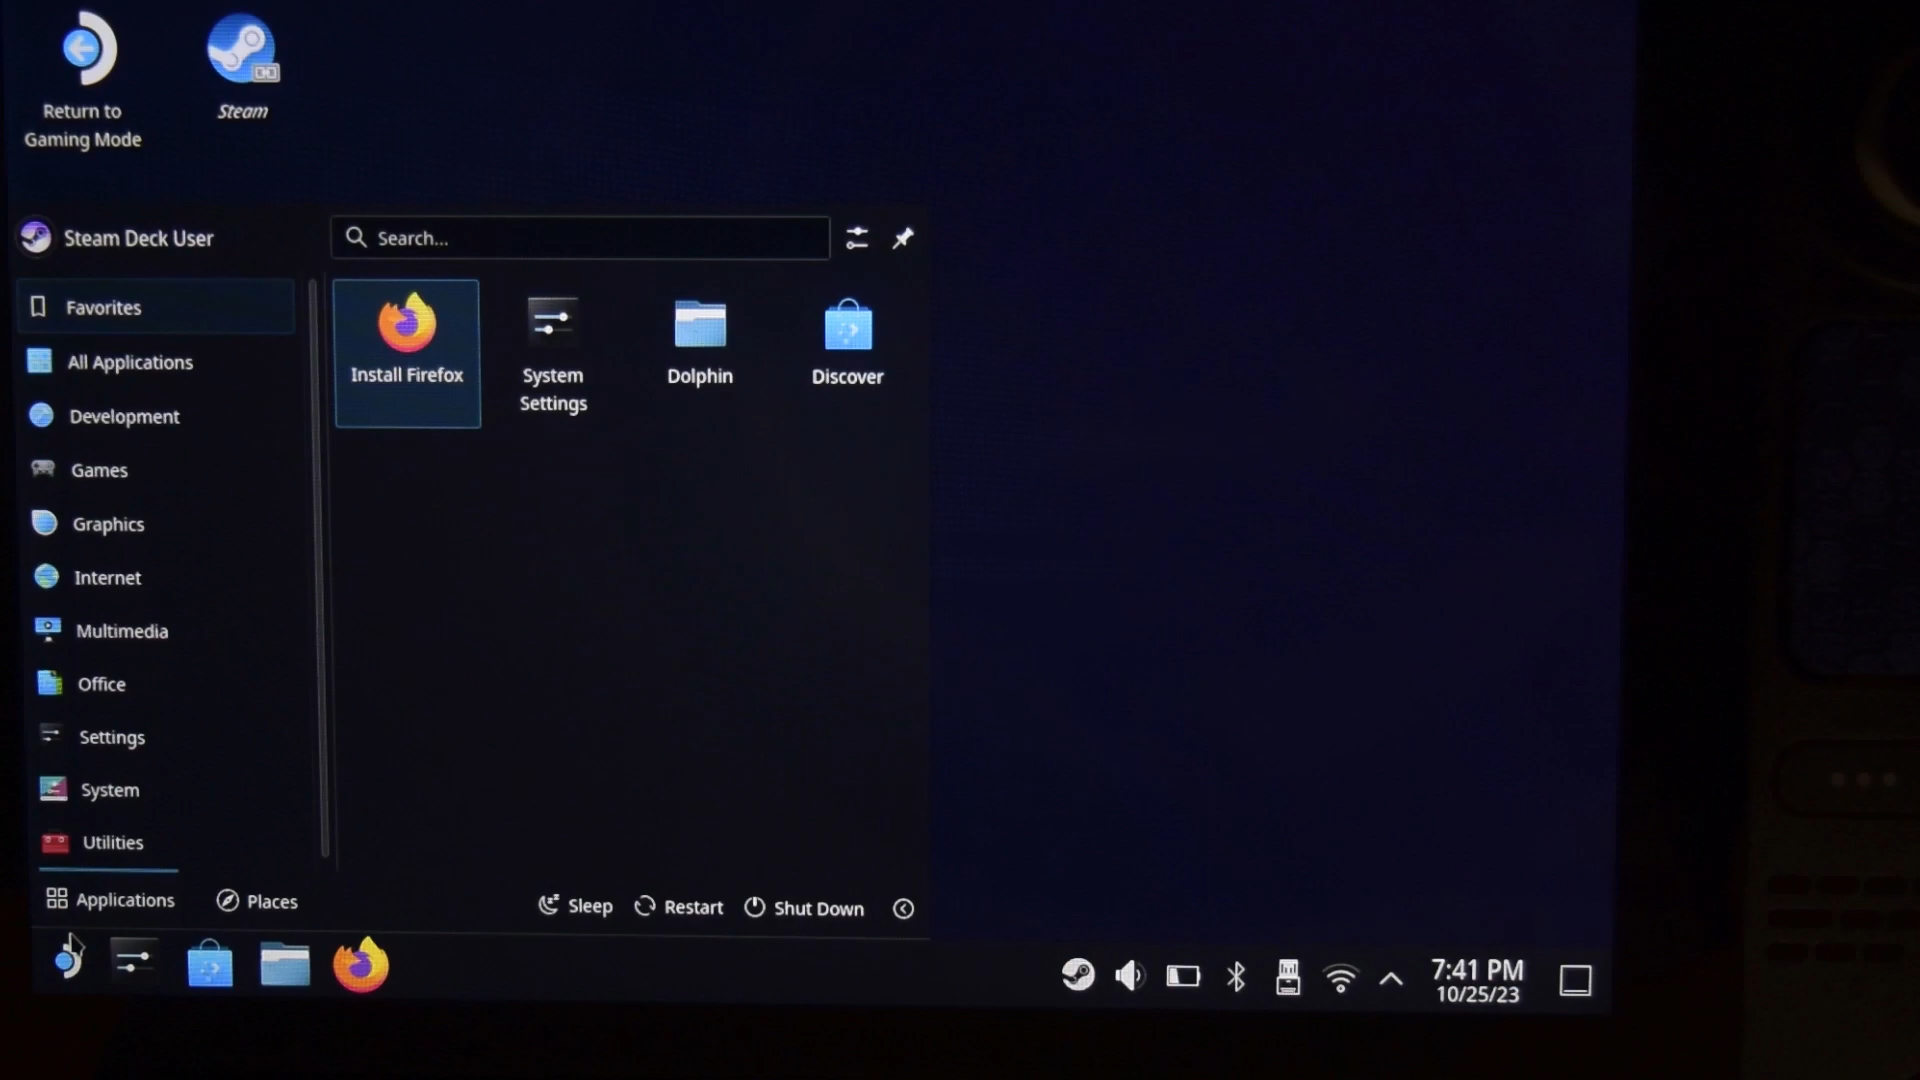 Return to
Gaming Mode
Steam
Steam Deck User
Search...
Favorites
All Applications
Development
Games
Graphics
Internet
Multimedia
Office
Settings
System
Utilities
Install Firefox
System
Settings
Dolphin
Discover
Applications
Places
Sleep
Restart
Shut Down
7:41 PM
10/25/23